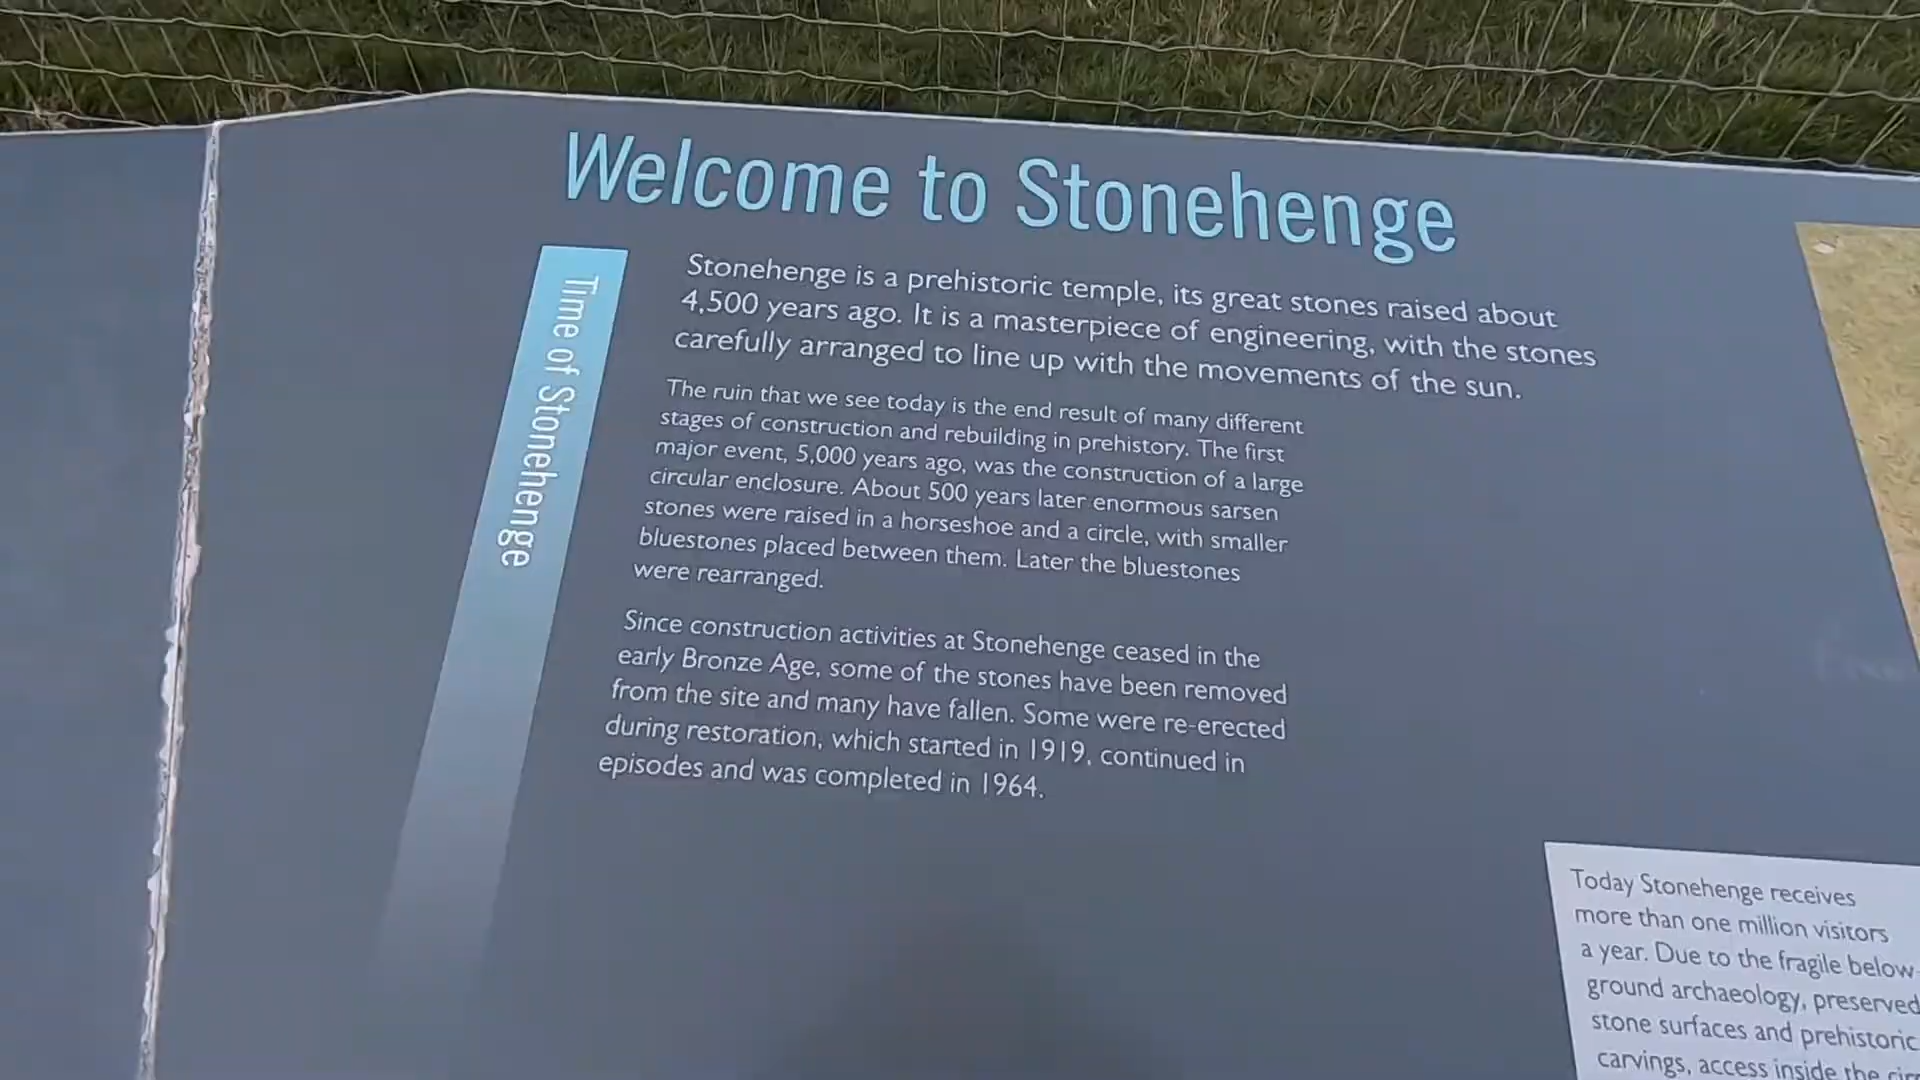 Welcome to Stonehenge
Time of Stonehenge
Stonehenge is a prehistoric temple, its great stones raised about
4,500 years ago. It is a masterpiece of engineering, with the stones
carefully arranged to line up with the movements of the sun.
The ruin that we see today is the end result of many different
stages of construction and rebuilding in prehistory. The first
major event, 5,000 years ago, was the construction of a large
circular enclosure. About 500 years later enormous sarsen
stones were raised in a horseshoe and a circle, with smaller
bluestones placed between them. Later the bluestones
were rearranged.
Since construction activities at Stonehenge ceased in the
early Bronze Age, some of the stones have been removed
from the site and many have fallen. Some were re-erected
during restoration, which started in 1919, continued in
episodes and was completed in 1964.
Today Stonehenge receives
more than one million visitors
a year. Due to the fragile below-
ground archaeology, preserved
stone surfaces and prehistoric
carvings, access inside the